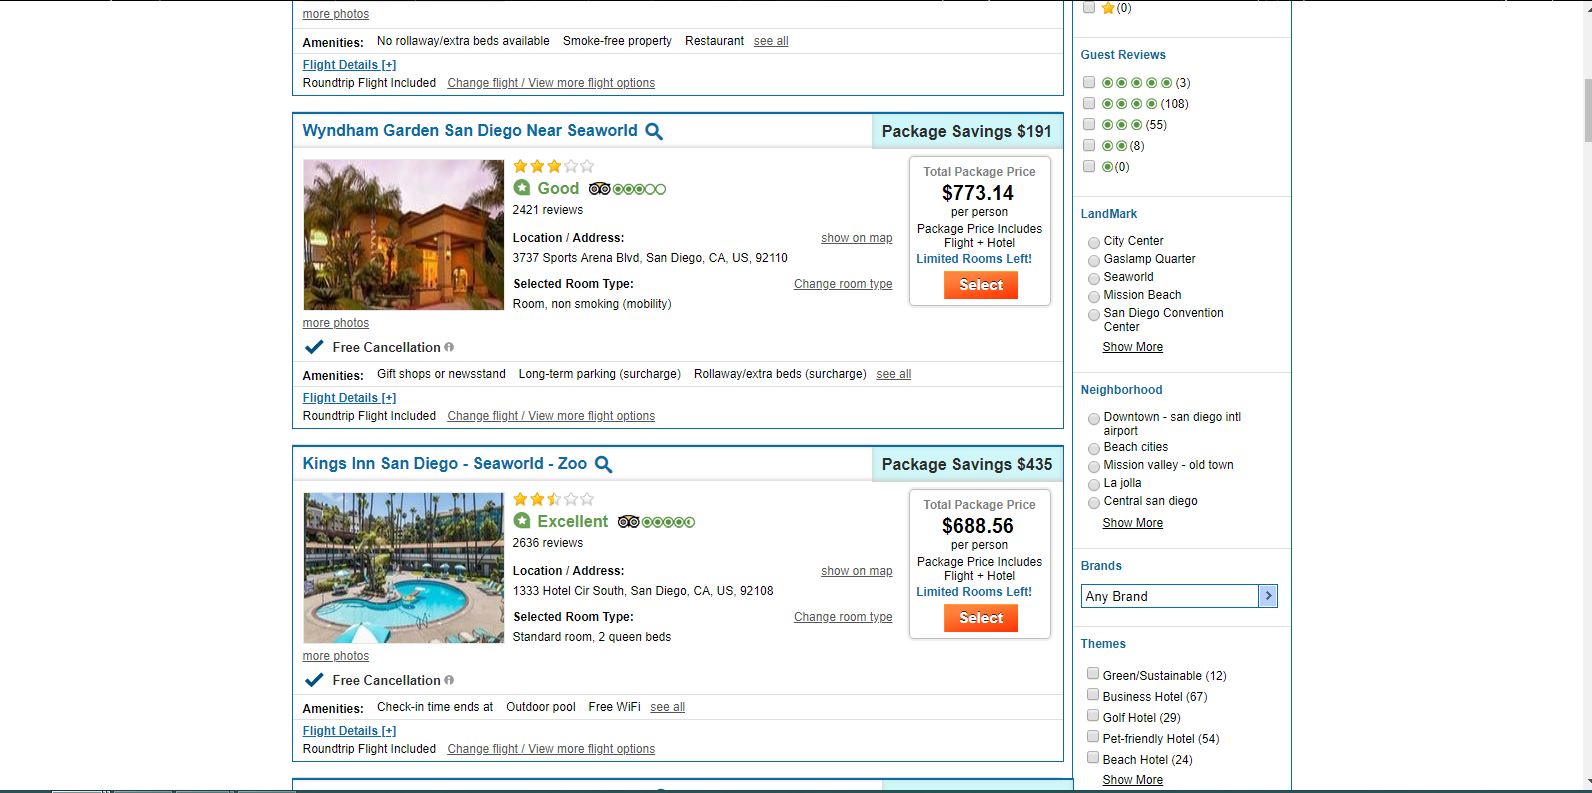 more photos
Amenities: No rollaway/extra beds available Smoke-free property Restaurant see all
Flight Details [+]
Roundtrip Flight Included Change flight / View more flight options
Wyndham Garden San Diego Near Seaworld
Package Savings $191
Good
2421 reviews
Location / Address:
show on map
3737 Sports Arena Blvd, San Diego, CA, US, 92110
Selected Room Type:
Change room type
Room, non smoking (mobility)
Total Package Price
$773.14
per person
Package Price Includes
Flight + Hotel
Limited Rooms Left!
Select
more photos
Free Cancellation
Amenities: Gift shops or newsstand Long-term parking (surcharge) Rollaway/extra beds (surcharge) see all
Flight Details [+]
Roundtrip Flight Included Change flight / View more flight options
Kings Inn San Diego - Seaworld - Zoo
Package Savings $435
Excellent
2636 reviews
Location / Address:
show on map
1333 Hotel Cir South, San Diego, CA, US, 92108
Selected Room Type:
Change room type
Standard room, 2 queen beds
Total Package Price
$688.56
per person
Package Price Includes
Flight + Hotel
Limited Rooms Left!
Select
more photos
Free Cancellation
Amenities: Check-in time ends at Outdoor pool Free WiFi see all
Flight Details [+]
Roundtrip Flight Included Change flight / View more flight options
(0)
Guest Reviews
(3)
(108)
(55)
(8)
(0)
LandMark
City Center
Gaslamp Quarter
Seaworld
Mission Beach
San Diego Convention
Center
Show More
Neighborhood
Downtown - san diego intl
airport
Beach cities
Mission valley - old town
La jolla
Central san diego
Show More
Brands
Any Brand
Themes
Green/Sustainable (12)
Business Hotel (67)
Golf Hotel (29)
Pet-friendly Hotel (54)
Beach Hotel (24)
Show More